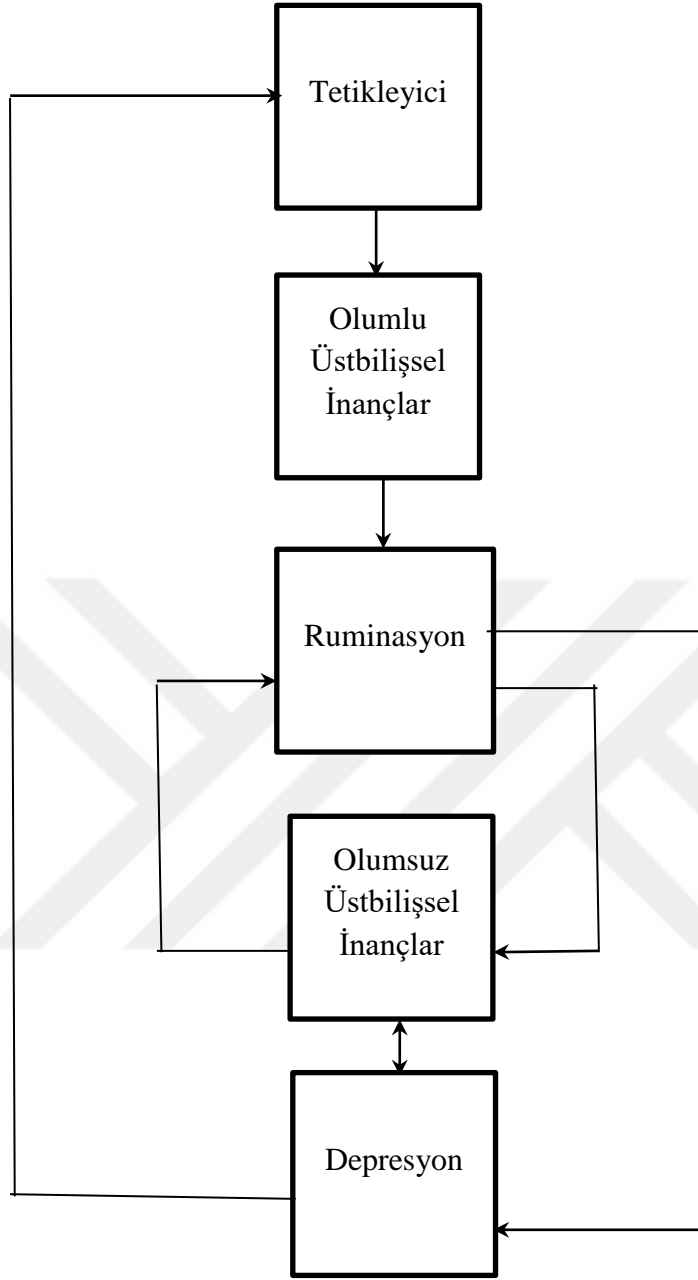 Tetikleyici
Olumlu
Üstbilişsel
İnançlar
Ruminasyon
Olumsuz
Üstbilişsel
İnançlar
Depresyon